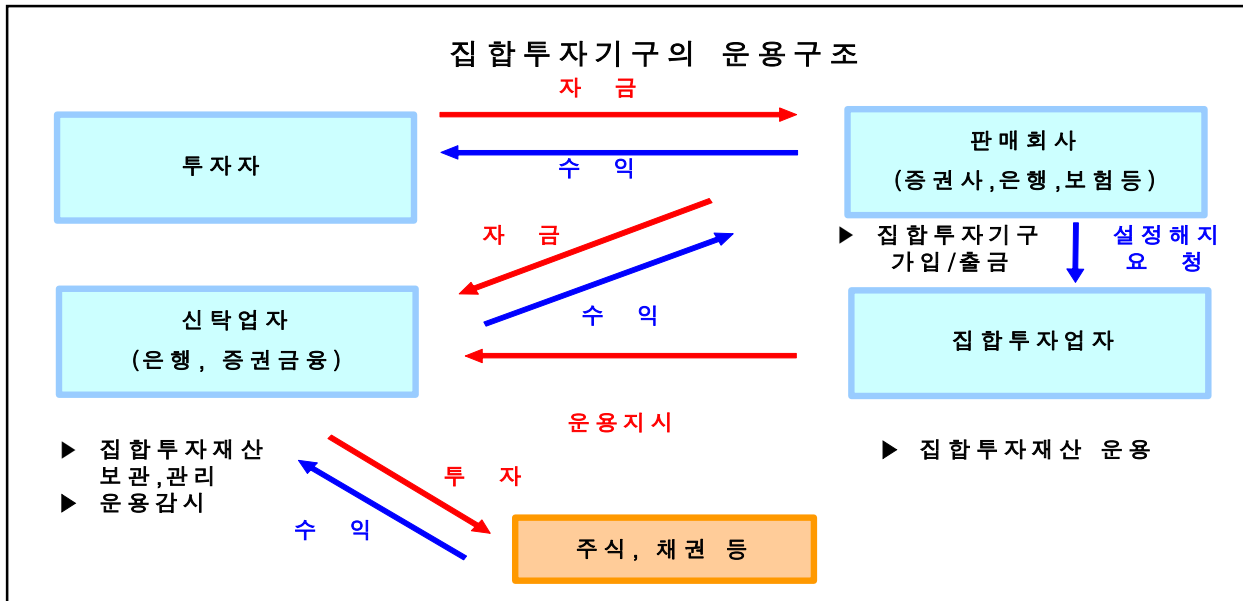 집합투자기구의 운용구조
자 금
투자자
수 익
판매회사
(증권사,은행,보험등)
자 금
▶ 집합투자기구
가입/출금
설정해지
요 청
신탁업자
(은행, 증권금융)
수 익
집합투자업자
운용지시
▶ 집합투자재산
보관,관리
▶ 운용감시
▶ 집합투자재산 운용
투 자
수 익
주식, 채권 등